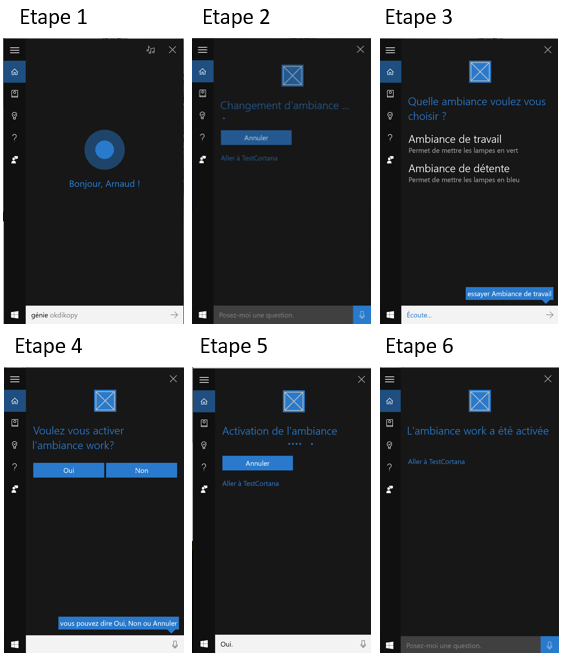 Etape 1
Bonjour, Arnaud !
génie okdikopy
Etape 2
Changement d'ambiance ...
Annuler
Aller à TestCortana
Posez-moi une question.
Etape 3
Quelle ambiance voulez vous
choisir ?
Ambiance de travail
Permet de mettre les lampes en vert
Ambiance de détente
Permet de mettre les lampes en bleu
essayer Ambiance de travail
Écoute...
Etape 4
Voulez vous activer
l'ambiance work?
Oui Non
vous pouvez dire Oui, Non ou Annuler
Etape 5
Activation de l'ambiance
Annuler
Aller à TestCortana
Oui.
Etape 6
L'ambiance work a été activée
Aller à TestCortana
Posez-moi une question.